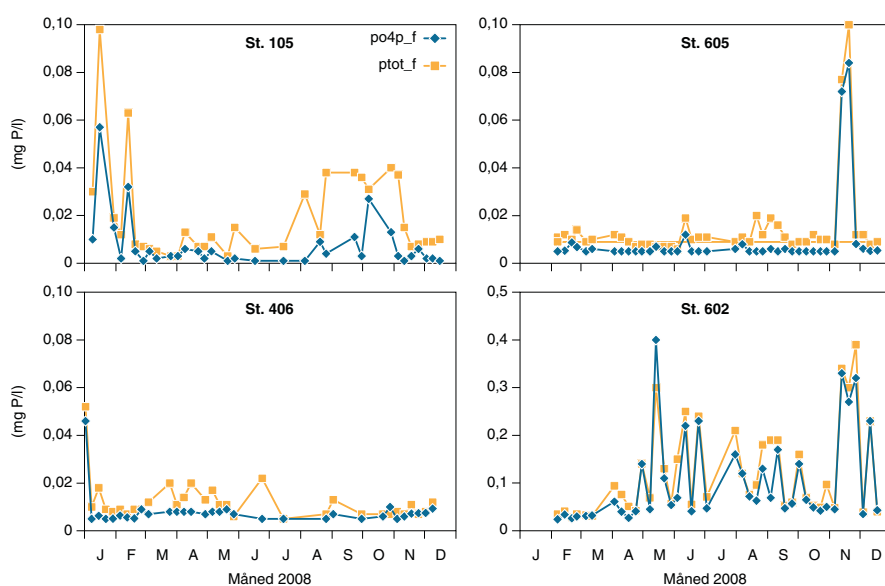 St. 105
po4p_f
ptot_f
(mg P/l)
0,10
0,08
0,06
0,04
0,02
0
St. 605
0,10
0,08
0,06
0,04
0,02
0
St. 406
(mg P/l)
0,10
0,08
0,06
0,04
0,02
0
J F M A M J J A S O N D
Måned 2008
St. 602
0,5
0,4
0,3
0,2
0,1
0
J F M A M J J A S O N D
Måned 2008